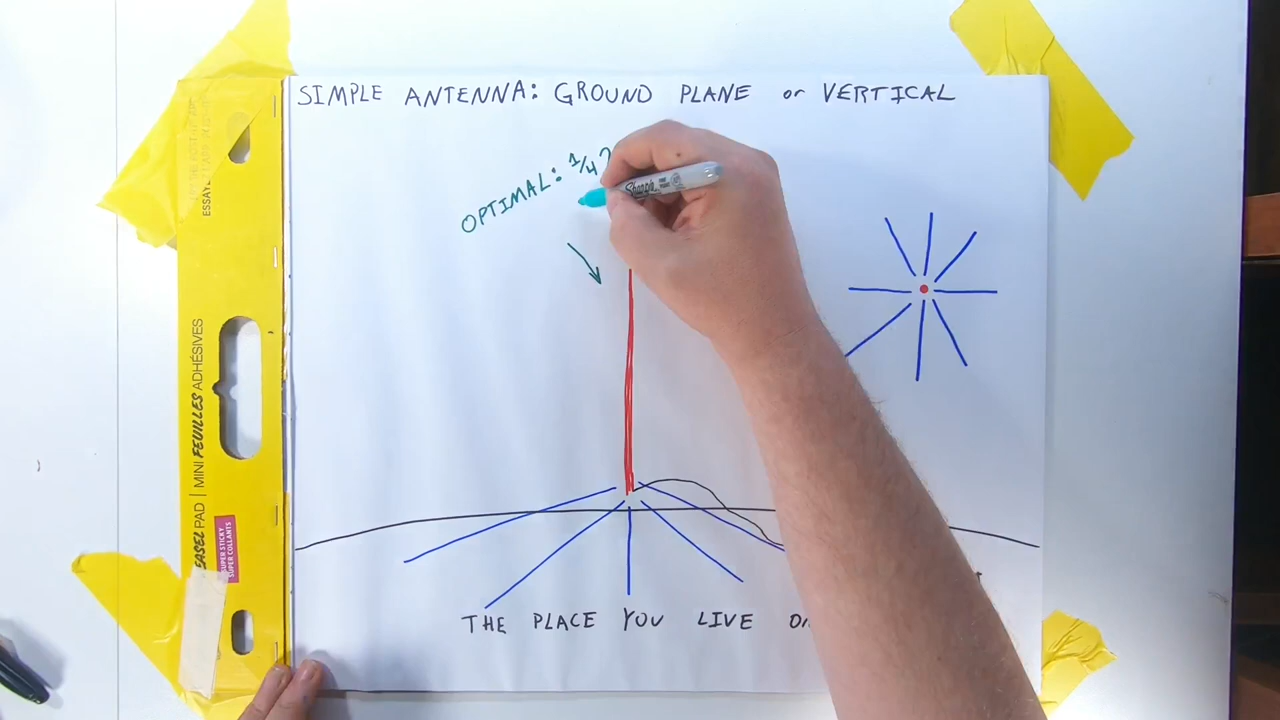 SIMPLE ANTENNA: GROUND PLANE or VERTICAL
OPTIMAL: 1/4
Sharpie
THE PLACE YOU LIVE
EASEL PAD | MINI FEUILLES ADHÉSIVES
SUPER STICKY
SUPER COLLANTS